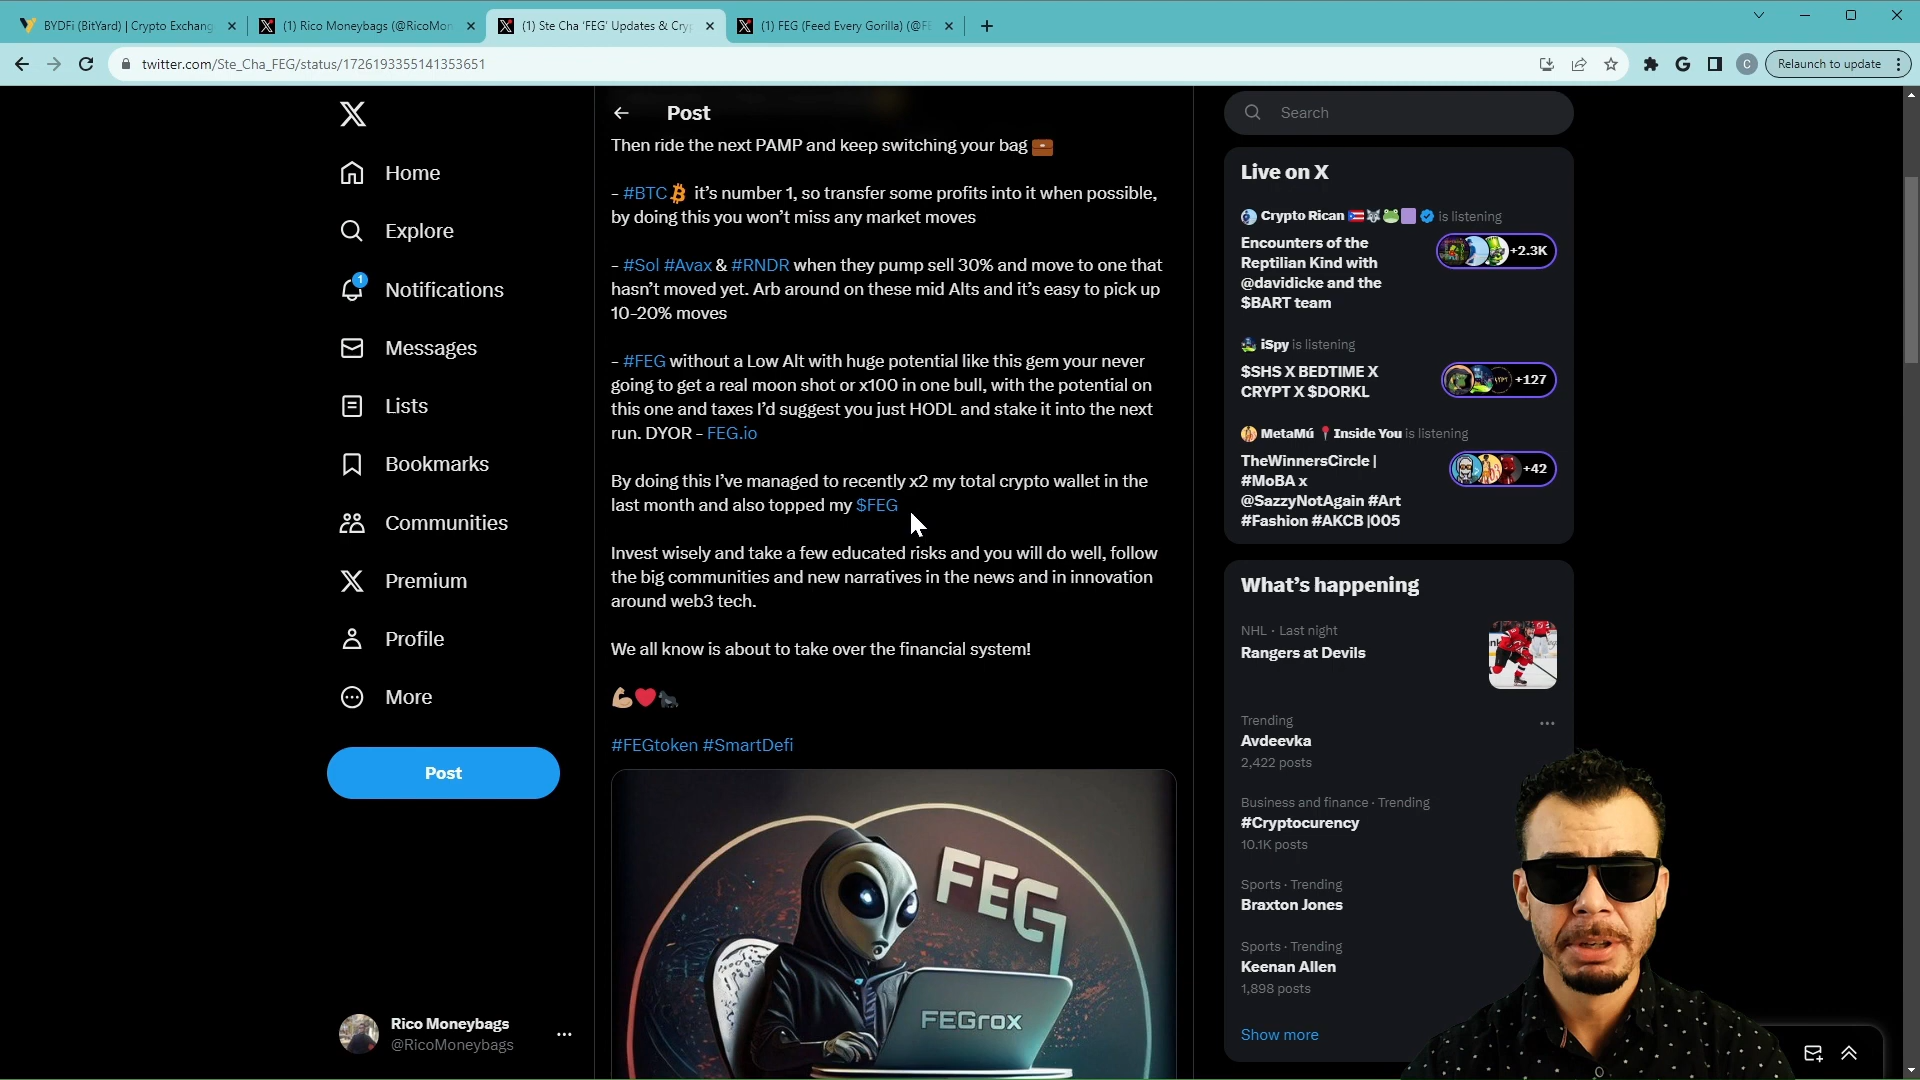 BYDFi (BitYard) | Crypto Exchang
(1) Rico Moneybags (@RicoMon
(1) Ste Cha 'FEG' Updates & Cry
(1) FEG (Feed Every Gorilla) (@FE
twitter.com/Ste_Cha_FEG/status/1726193355141353651
C
Relaunch to update
Home
Explore
1
Notifications
Messages
Lists
Bookmarks
Communities
Premium
Profile
More
Post
Rico Moneybags
@RicoMoneybags
Post
Then ride the next PAMP and keep switching your bag
- #BTC it's number 1, so transfer some profits into it when possible,
by doing this you won't miss any market moves
- #Sol #Avax & #RNDR when they pump sell 30% and move to one that
hasn't moved yet. Arb around on these mid Alts and it's easy to pick up
10-20% moves
- #FEG without a Low Alt with huge potential like this gem your never
going to get a real moon shot or x100 in one bull, with the potential on
this one and taxes I'd suggest you just HODL and stake it into the next
run. DYOR - FEG.io
By doing this I've managed to recently x2 my total crypto wallet in the
last month and also topped my $FEG
Invest wisely and take a few educated risks and you will do well, follow
the big communities and new narratives in the news and in innovation
around web3 tech.
We all know is about to take over the financial system!
#FEGtoken #SmartDefi
FEG
FEGrox
Search
Live on X
Crypto Rican is listening
Encounters of the
Reptilian Kind with
@davidicke and the
$BART team
+2.3K
iSpy is listening
$SHS X BEDTIME X
CRYPT X $DORKL
+127
MetaMú Inside You is listening
TheWinnersCircle |
#MoBA x
@SazzyNotAgain #Art
#Fashion #AKCB |005
+42
What's happening
NHL · Last night
Rangers at Devils
Trending
Avdeevka
2,422 posts
Business and finance · Trending
#Cryptocurency
10.1K posts
Sports · Trending
Braxton Jones
Sports · Trending
Keenan Allen
1,898 posts
Show more